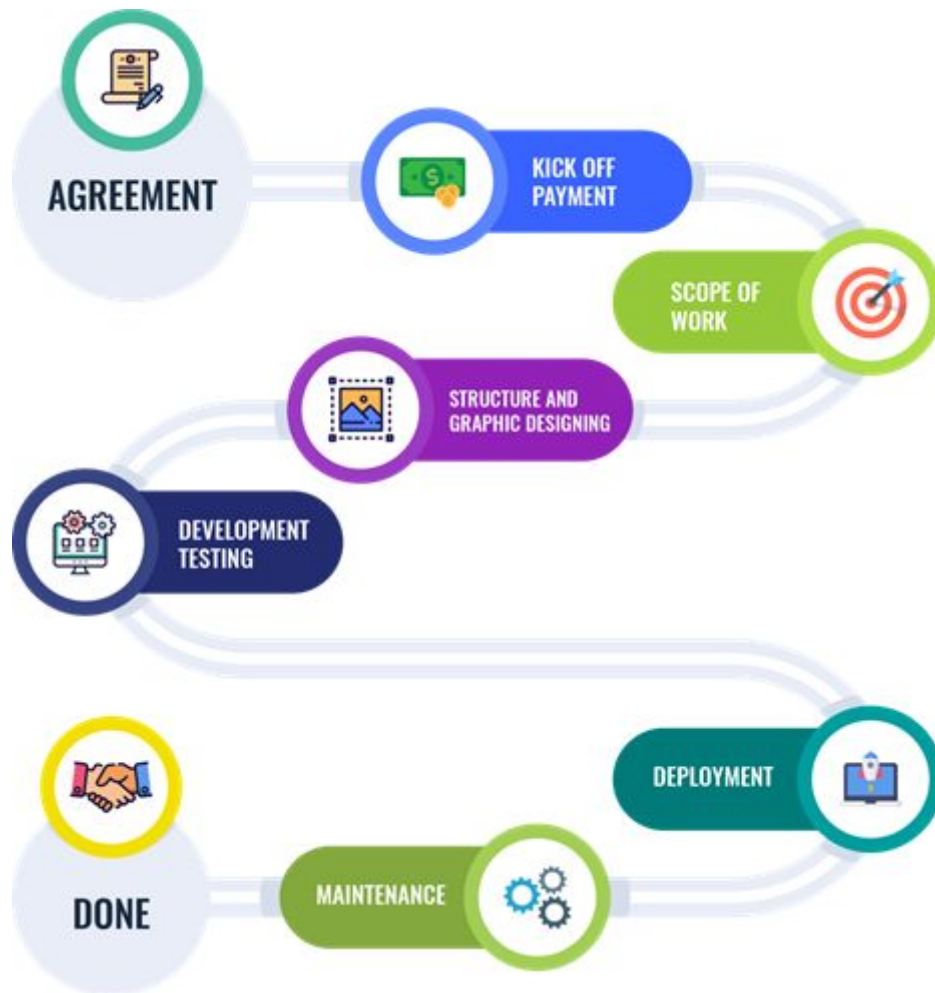 AGREEMENT
KICK OFF
PAYMENT
SCOPE OF
WORK
STRUCTURE AND
GRAPHIC DESIGNING
DEVELOPMENT
TESTING
DEPLOYMENT
MAINTENANCE
DONE